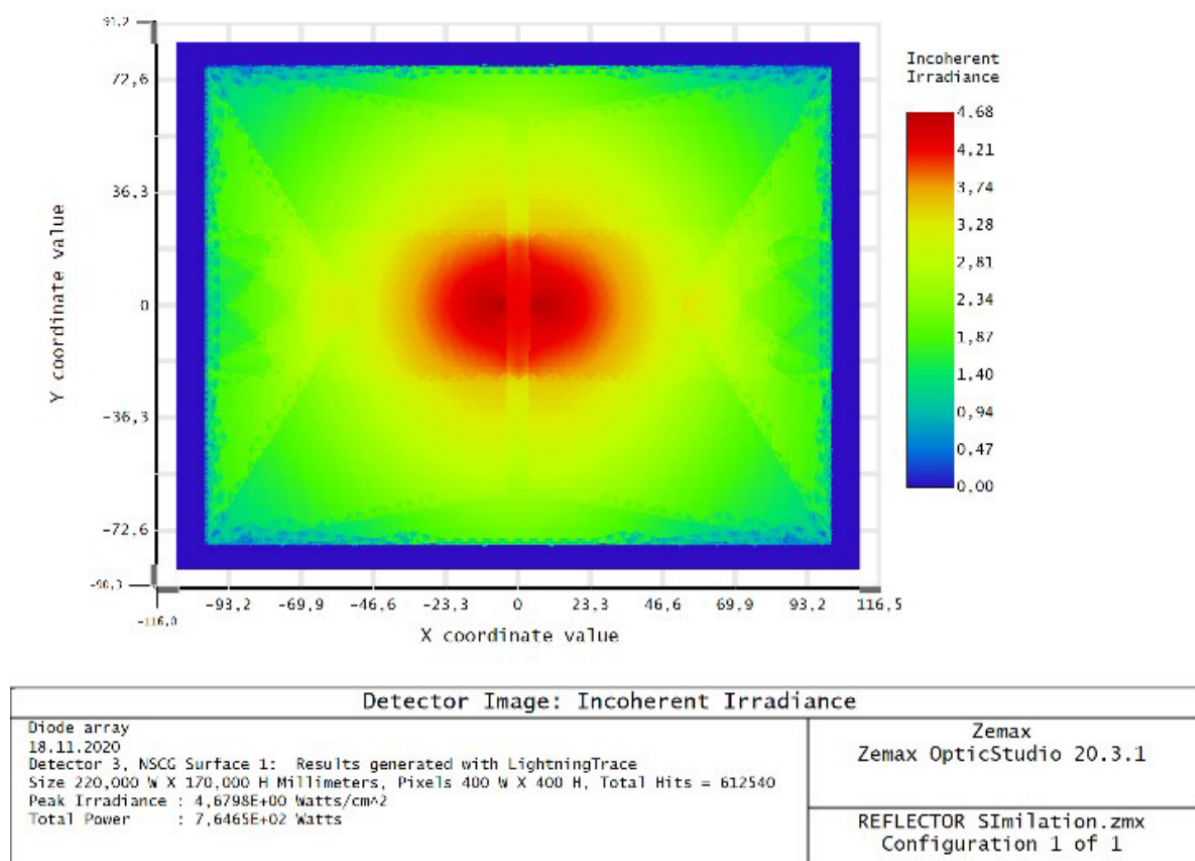 91,2
72,6
36,3
0
-36,3
-72,6
-90,3
Y coordinate value
-116,0
-93,2 -69,9 -46,6 -23,3 0 23,3 46,6 69,9 93,2 116,5
X coordinate value
Incoherent
Irradiance
4.68
4,21
3,74
3,28
2,81
2,34
1,87
1,40
0,94
0,47
0,00
Detector Image: Incoherent Irradiance
Diode array
18.11.2020
Detector 3, NSCG Surface 1: Results generated with LightningTrace
Size 220,000 W X 170,000 H Millimeters, Pixels 400 W X 400 H, Total Hits = 612540
Peak Irradiance : 4,6798E+00 Watts/cm^2
Total Power : 7,6465E+02 Watts
Zemax
Zemax OpticStudio 20.3.1
REFLECTOR SImilation.zmx
Configuration 1 of 1